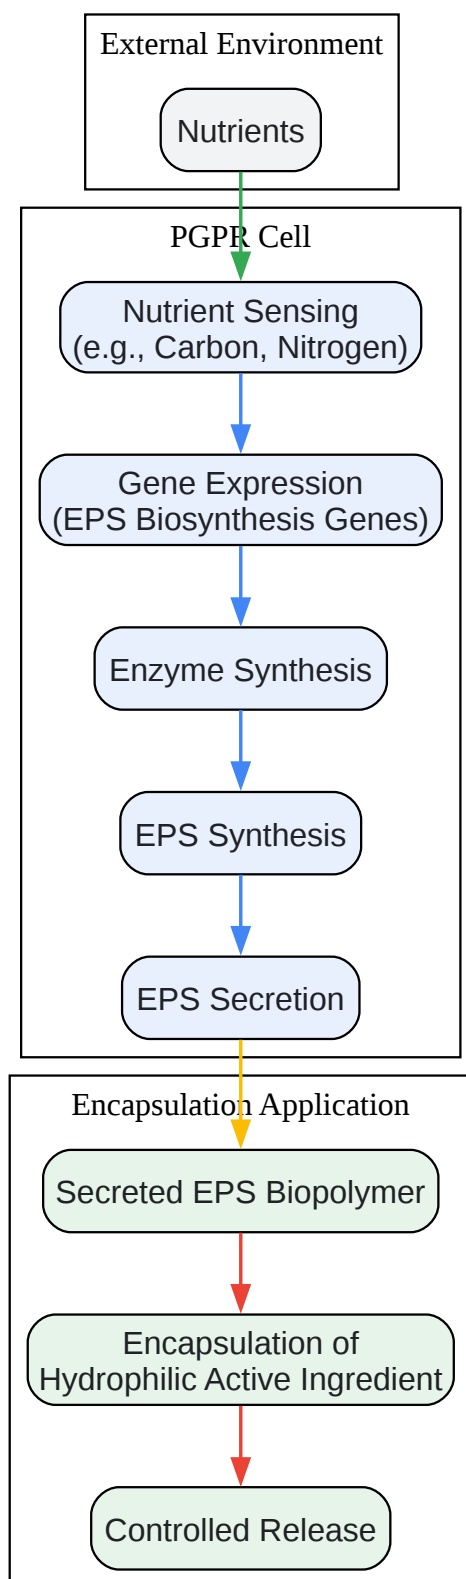 External Environment
Nutrients
PGPR Cell
Nutrient Sensing
(e.g., Carbon, Nitrogen)
Gene Expression
(EPS Biosynthesis Genes)
Enzyme Synthesis
EPS Synthesis
EPS Secretion
Encapsulation Application
Secreted EPS Biopolymer
Encapsulation of
Hydrophilic Active Ingredient
Controlled Release